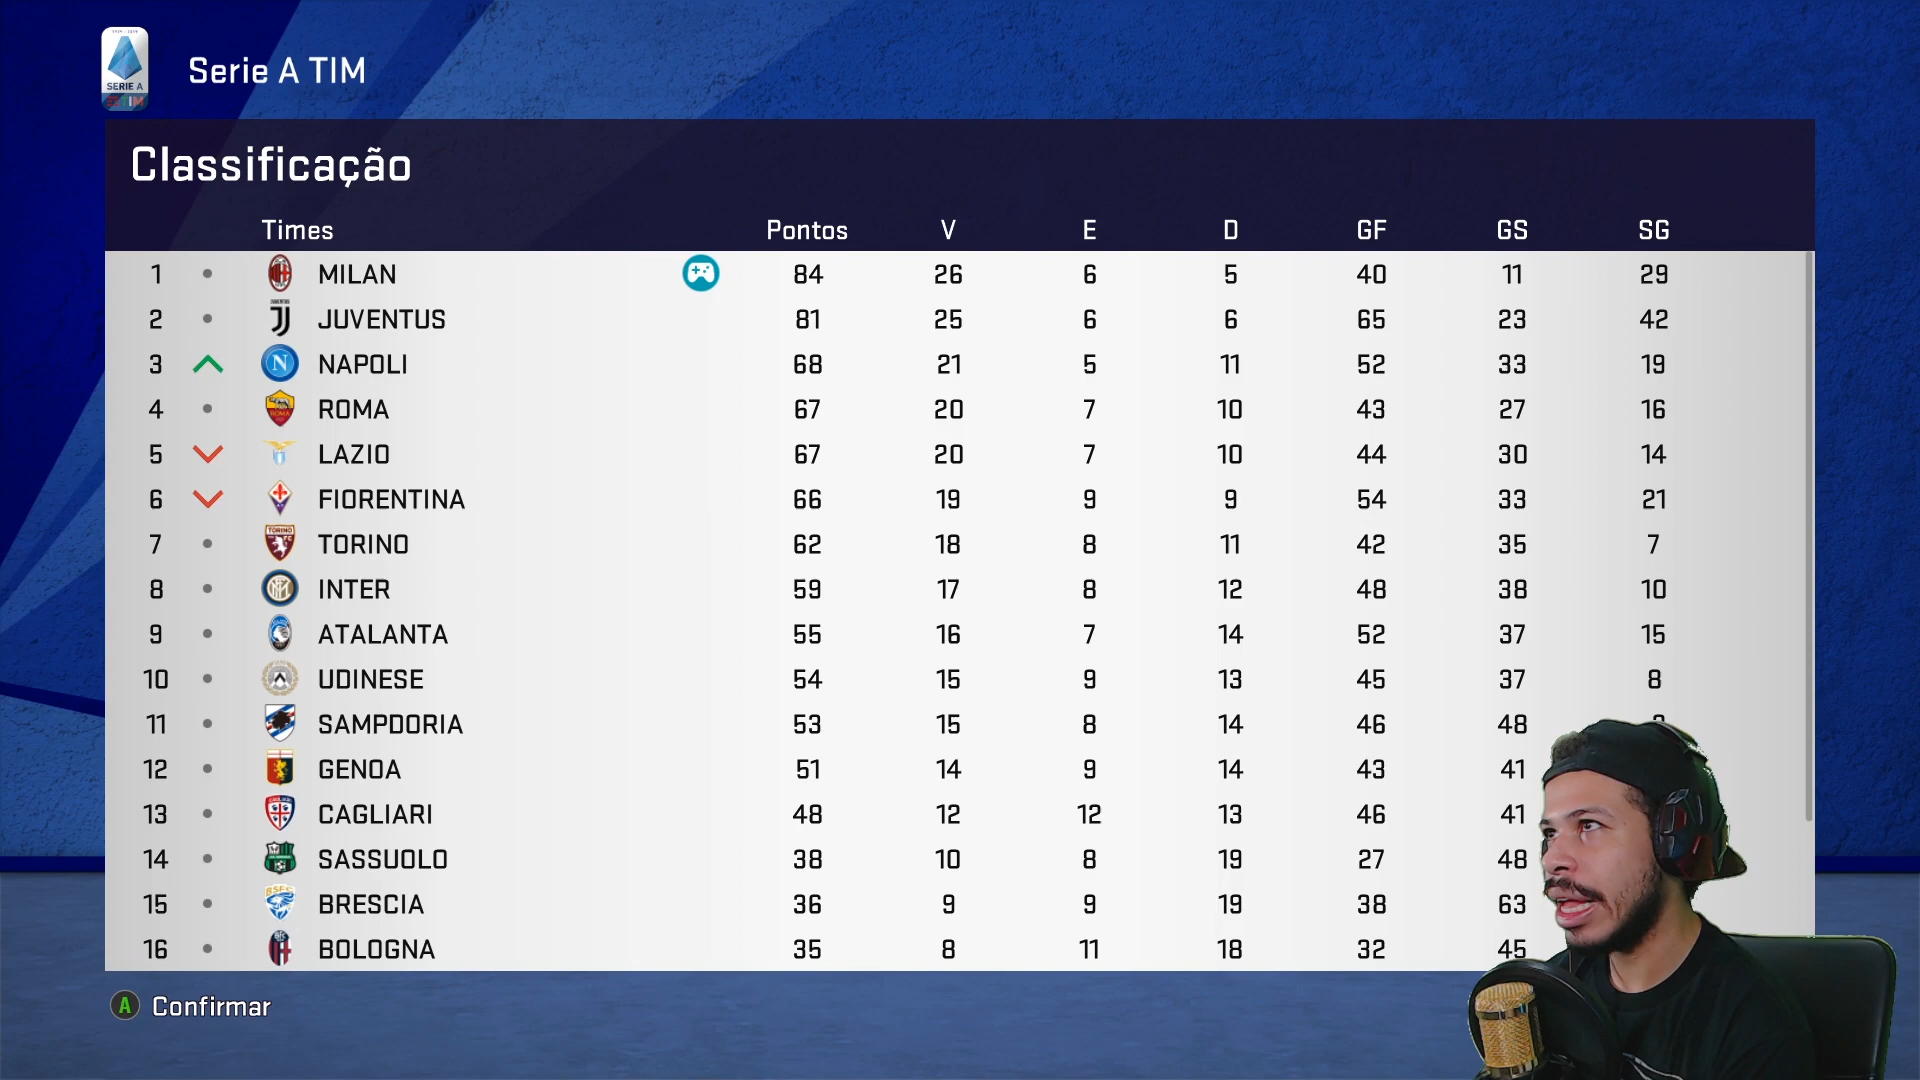 SERIE A
TIM
Serie A TIM
Classificação
Times Pontos V E D GF GS SG
1 MILAN 84 26 6 5 40 11 29
2 JUVENTUS 81 25 6 6 65 23 42
3 NAPOLI 68 21 5 11 52 33 19
4 ROMA 67 20 7 10 43 27 16
5 LAZIO 67 20 7 10 44 30 14
6 FIORENTINA 66 19 9 9 54 33 21
7 TORINO 62 18 8 11 42 35 7
8 INTER 59 17 8 12 48 38 10
9 ATALANTA 55 16 7 14 52 37 15
10 UDINESE 54 15 9 13 45 37 8
11 SAMPDORIA 53 15 8 14 46 48
12 GENOA 51 14 9 14 43 41
13 CAGLIARI 48 12 12 13 46 41
14 SASSUOLO 38 10 8 19 27 48
15 BRESCIA 36 9 9 19 38 63
16 BOLOGNA 35 8 11 18 32 45
A Confirmar